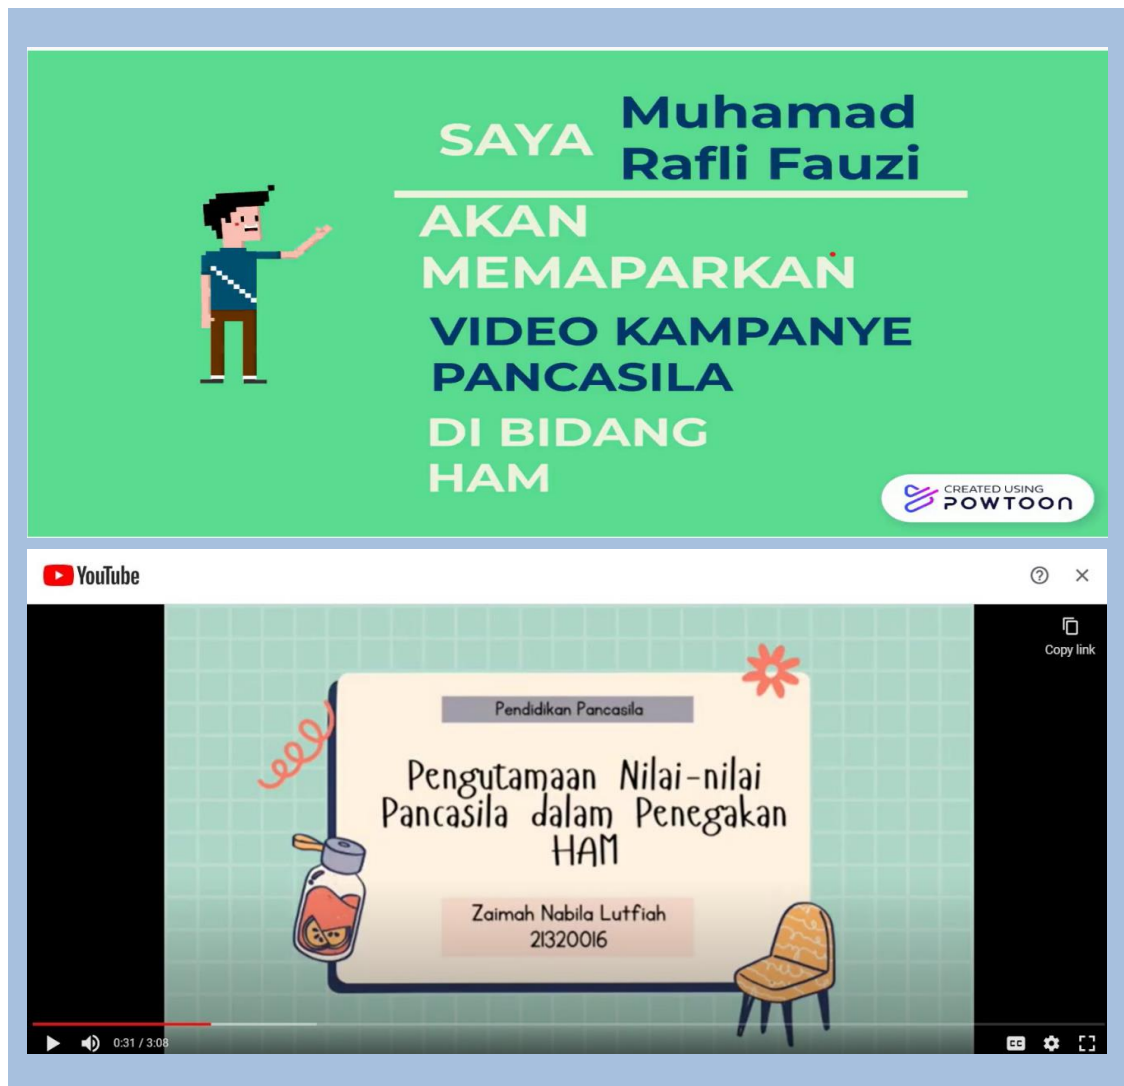 SAYA Muhamad
Rafli Fauzi
AKAN
MEMAPARKAN
VIDEO KAMPANYE
PANCASILA
DI BIDANG
HAM
CREATED USING
POWTOON
YouTube
Copy link
Pendidikan Pancasila
Pengutamaan Nilai-nilai
Pancasila dalam Penegakan
HAM
Zaimah Nabila Lutfiah
21320016
0:31 / 3:08
CC